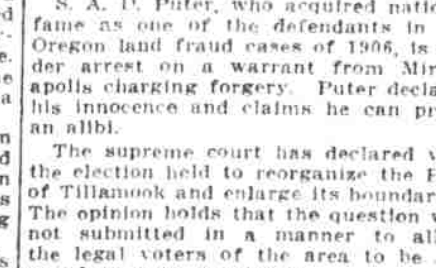 S. A. D. Puter, who acquired natio
fame as one of the defendants in
Oregon land fraud cases of 1906, is
der arrest on a warrant from Min
apolis charging forgery. Puter decla
his innocence and claims he can pr
an alibi.
The supreme court has declared v
the election held to reorganize the P
of Tillamook and enlarge its boundar
The opinion holds that the question w
not submitted in a manner to all
the legal voters of the area to be